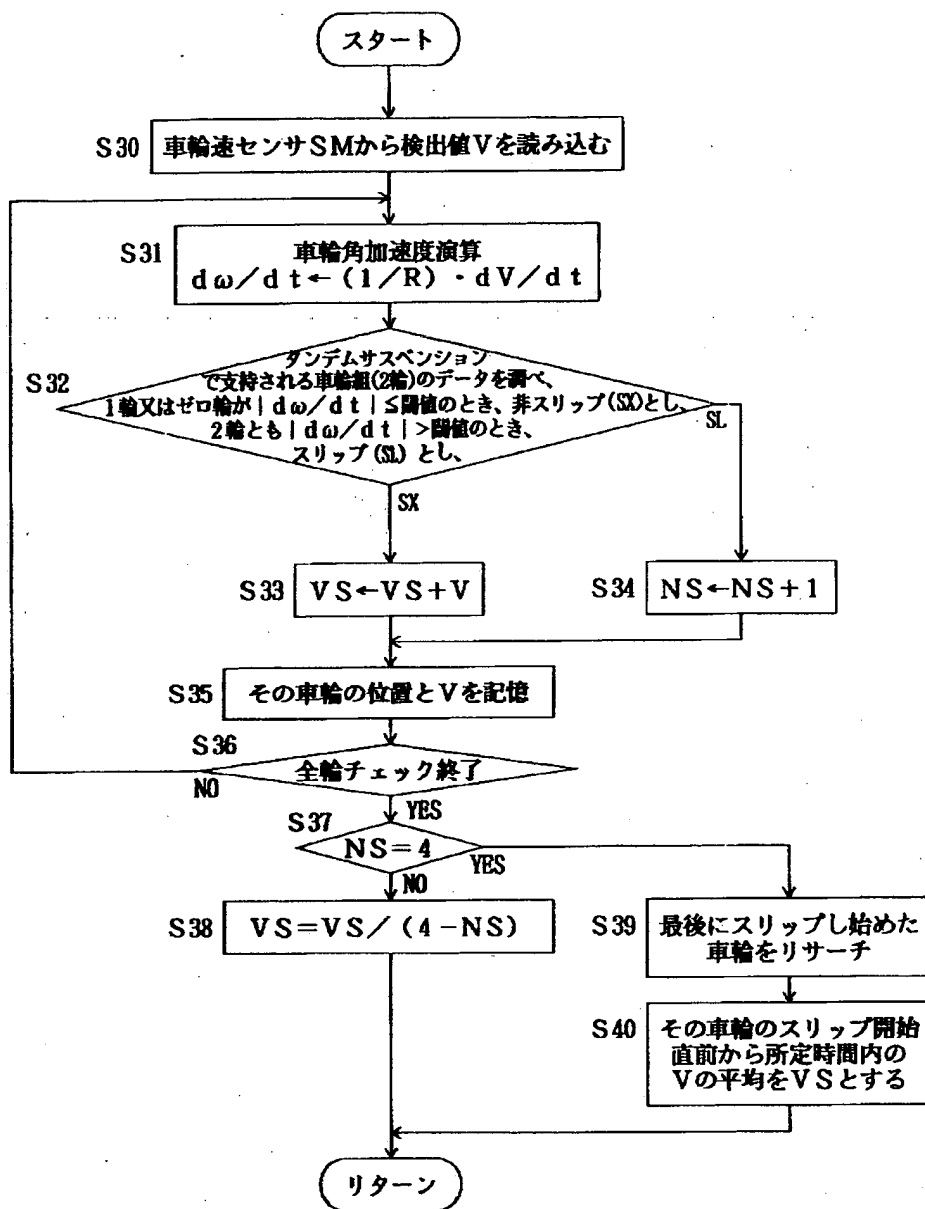 スタート
S30 車輪速センサSMから検出値Vを読み込む
S31 車輪角加速度演算
dω/dt←(1/R)・dV/dt
S32
タンデムサスペンション
で支持される車輪組(2輪)のデータを調べ、
1輪又はゼロ輪が|dω/dt|≦閾値のとき、非スリップ(SX)とし、
2輪とも|dω/dt|>閾値のとき、
スリップ(SL)とし、
SL
SX
S33 VS←VS+V
S34 NS←NS+1
S35 その車輪の位置とVを記憶
S36
全輪チェック終了
NO
YES
S37
NS=4
YES
NO
S38 VS=VS/(4-NS)
S39 最後にスリップし始めた
車輪をリサーチ
S40 その車輪のスリップ開始
直前から所定時間内の
Vの平均をVSとする
リターン